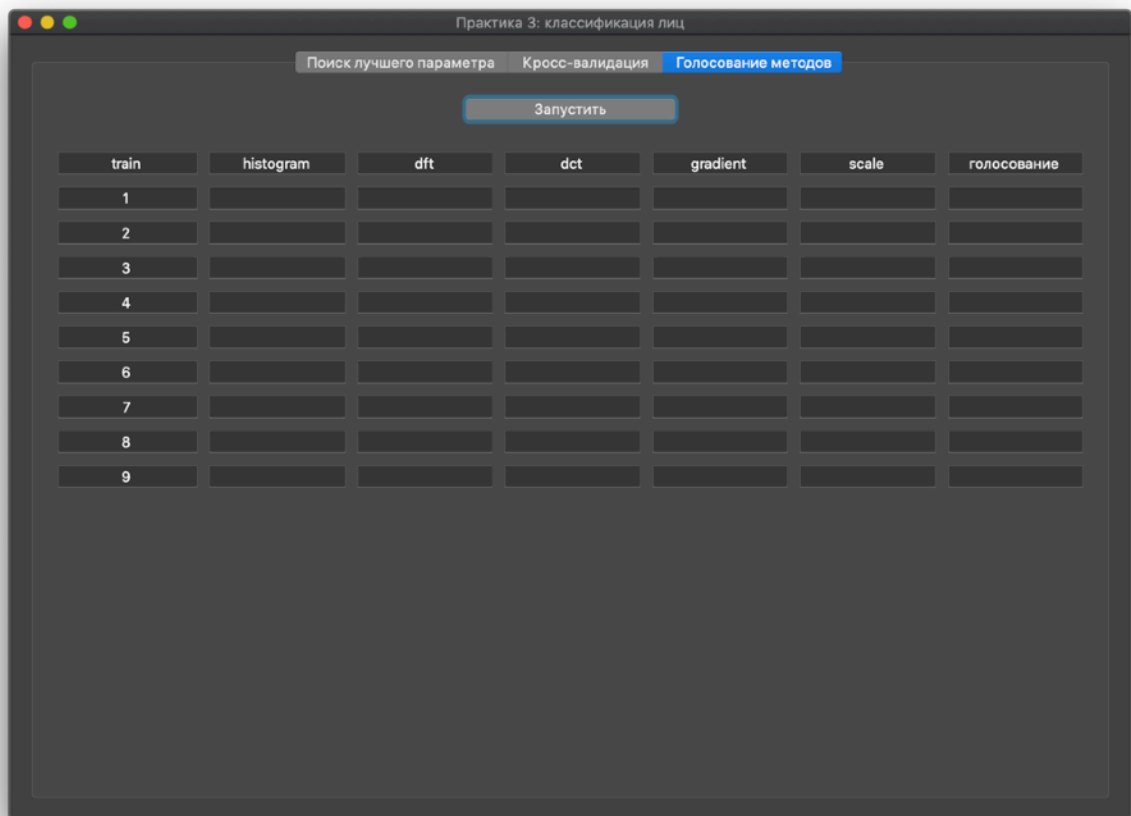 Практика 3: классификация лиц
Поиск лучшего параметра Кросс-валидация Голосование методов
Запустить
train histogram dft dct gradient scale голосование
1
2
3
4
5
6
7
8
9